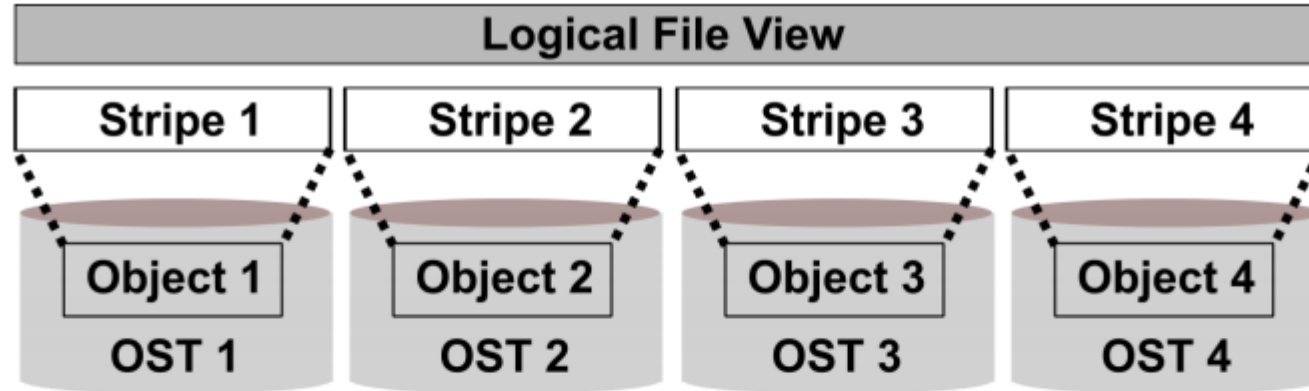 Logical File View
Stripe 1 Stripe 2 Stripe 3 Stripe 4
Object 1 Object 2 Object 3 Object 4
OST 1 OST 2 OST 3 OST 4